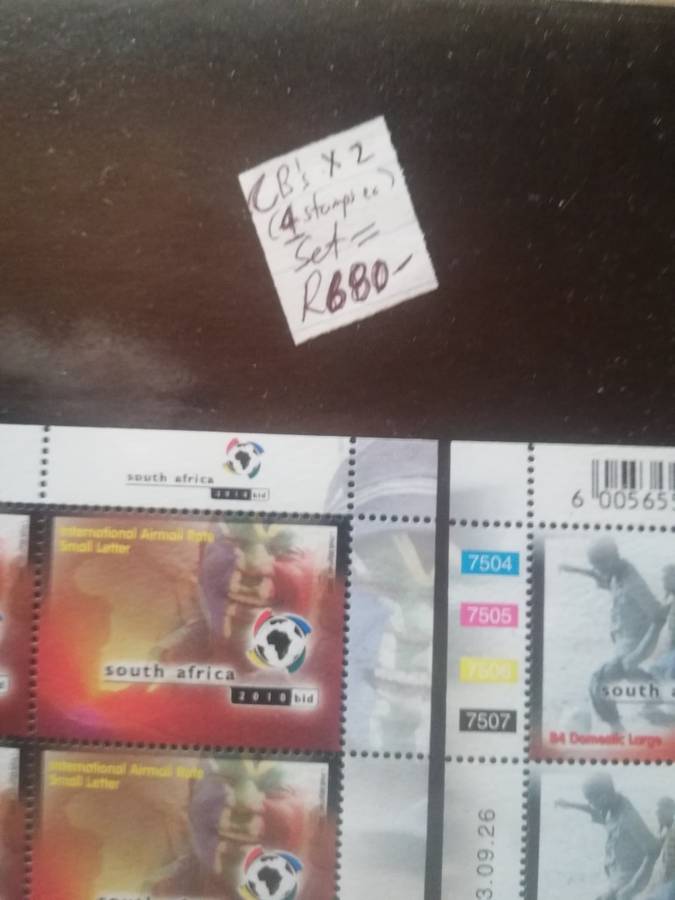 CB's x 2
(4 stamps ea)
Set =
R680-
south africa
2010 bid
6 005655
International Airmail Rate
Small Letter
south africa
2010 bid
7504
7505
7506
7507
south a
B4 Domestic Large
International Airmail Rate
Small Letter
3.09.26